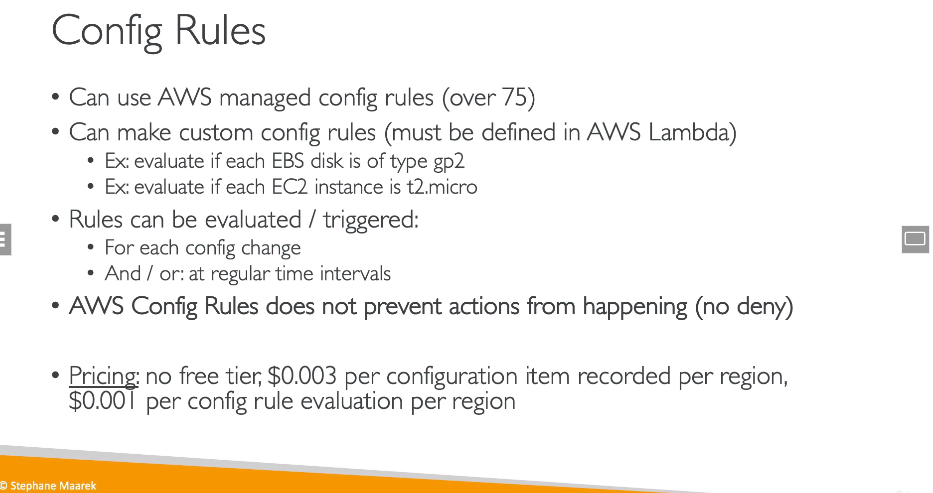 Config Rules
• Can use AWS managed config rules (over 75)
• Can make custom config rules (must be defined in AWS Lambda)
• Ex: evaluate if each EBS disk is of type gp2
• Ex: evaluate if each EC2 instance is t2.micro
• Rules can be evaluated / triggered:
• For each config change
• And / or: at regular time intervals
• AWS Config Rules does not prevent actions from happening (no deny)
• Pricing: no free tier, $0.003 per configuration item recorded per region,
$0.001 per config rule evaluation per region
© Stephane Maarek